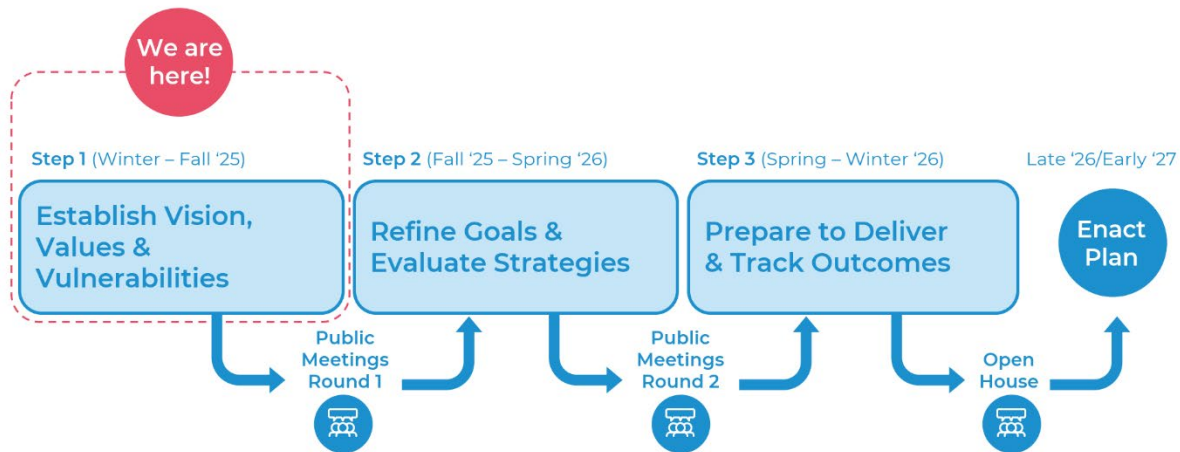 We are
here!
Step 1 (Winter – Fall ‘25)
Establish Vision,
Values &
Vulnerabilities
Public
Meetings
Round 1
Step 2 (Fall ‘25 – Spring ‘26)
Refine Goals &
Evaluate Strategies
Public
Meetings
Round 2
Step 3 (Spring – Winter ‘26)
Prepare to Deliver
& Track Outcomes
Open
House
Late ‘26/Early ‘27
Enact
Plan